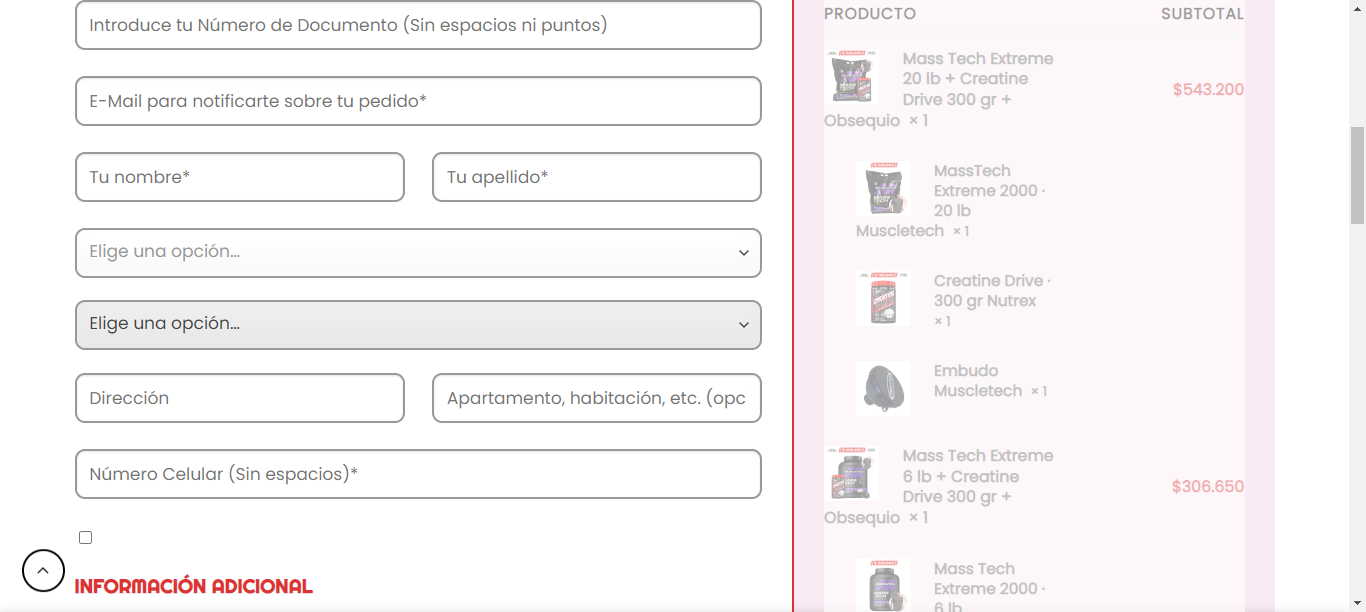 Introduce tu Número de Documento (Sin espacios ni puntos)
E-Mail para notificarte sobre tu pedido*
Tu nombre*
Tu apellido*
Elige una opción...
Elige una opción...
Dirección
Apartamento, habitación, etc. (opc
Número Celular (Sin espacios)*
INFORMACIÓN ADICIONAL
PRODUCTO SUBTOTAL
Mass Tech Extreme
20 lb + Creatine
Drive 300 gr +
Obsequio × 1
$543.200
MassTech
Extreme 2000 ·
20 lb
Muscletech × 1
Creatine Drive ·
300 gr Nutrex
× 1
Embudo
Muscletech × 1
Mass Tech Extreme
6 lb + Creatine
Drive 300 gr +
Obsequio × 1
$306.650
Mass Tech
Extreme 2000 ·
6 lb